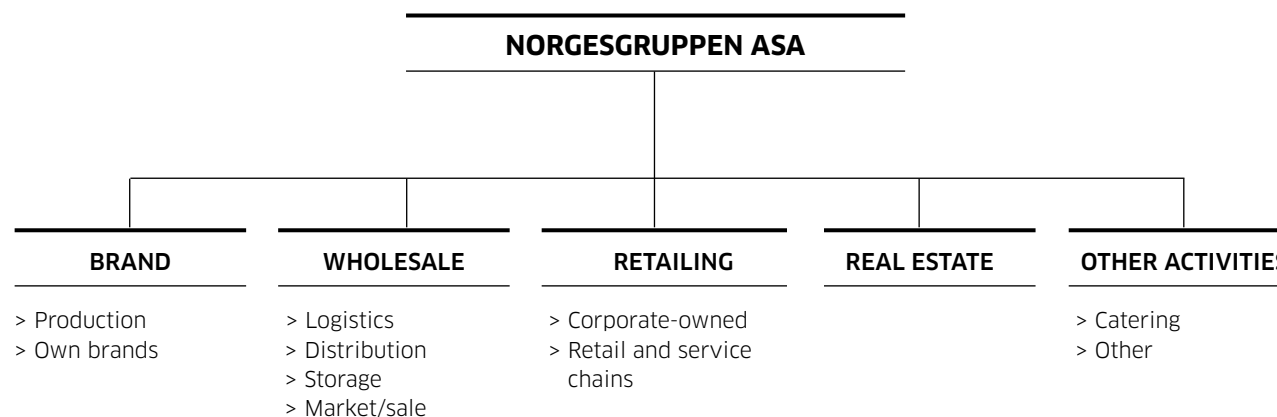 NORGESGRUPPEN ASA
BRAND
WHOLESALE
RETAILING
REAL ESTATE
OTHER ACTIVITIES
> Production
> Own brands
> Logistics
> Distribution
> Storage
> Market/sale
> Corporate-owned
> Retail and service
chains
> Catering
> Other